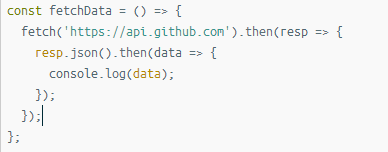 const fetchData = () => {
  fetch('https://api.github.com').then(resp => {
    resp.json().then(data => {
      console.log(data);
    });
  });
};